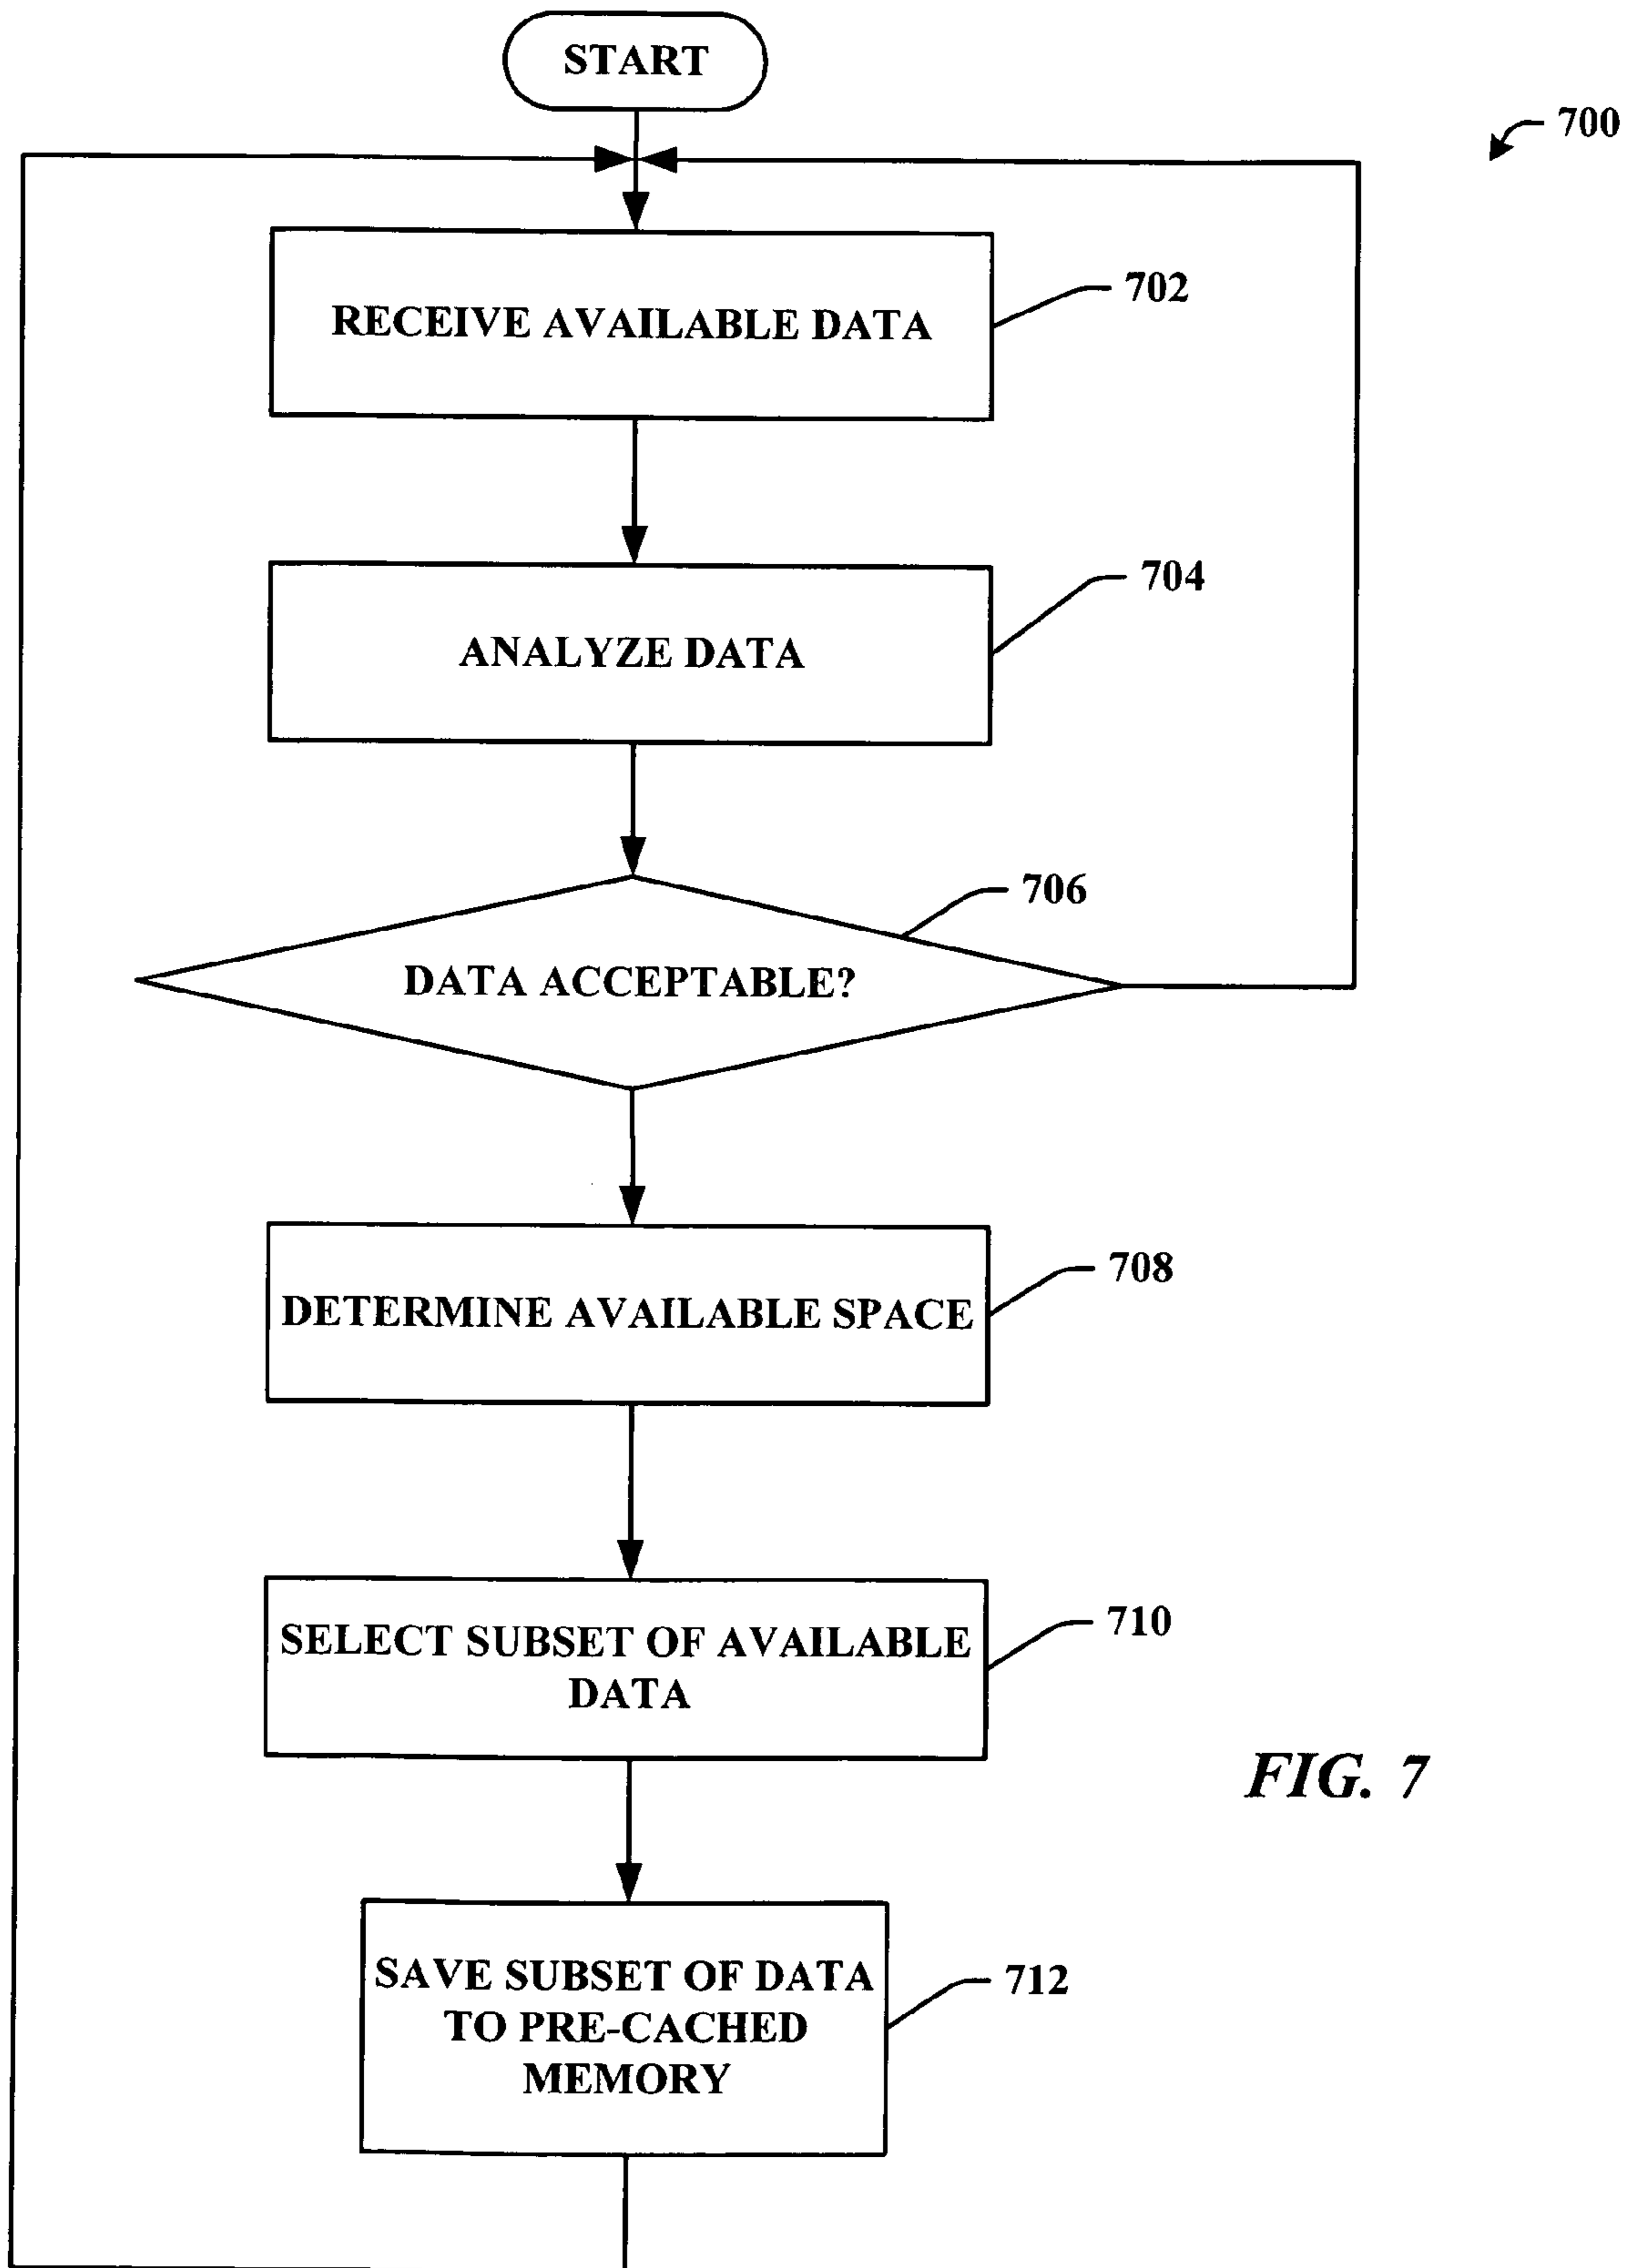 START
700
RECEIVE AVAILABLE DATA
702
ANALYZE DATA
704
706
DATA ACCEPTABLE?
DETERMINE AVAILABLE SPACE
708
SELECT SUBSET OF AVAILABLE
DATA
710
FIG. 7
SAVE SUBSET OF DATA
TO PRE-CACHED
MEMORY
712